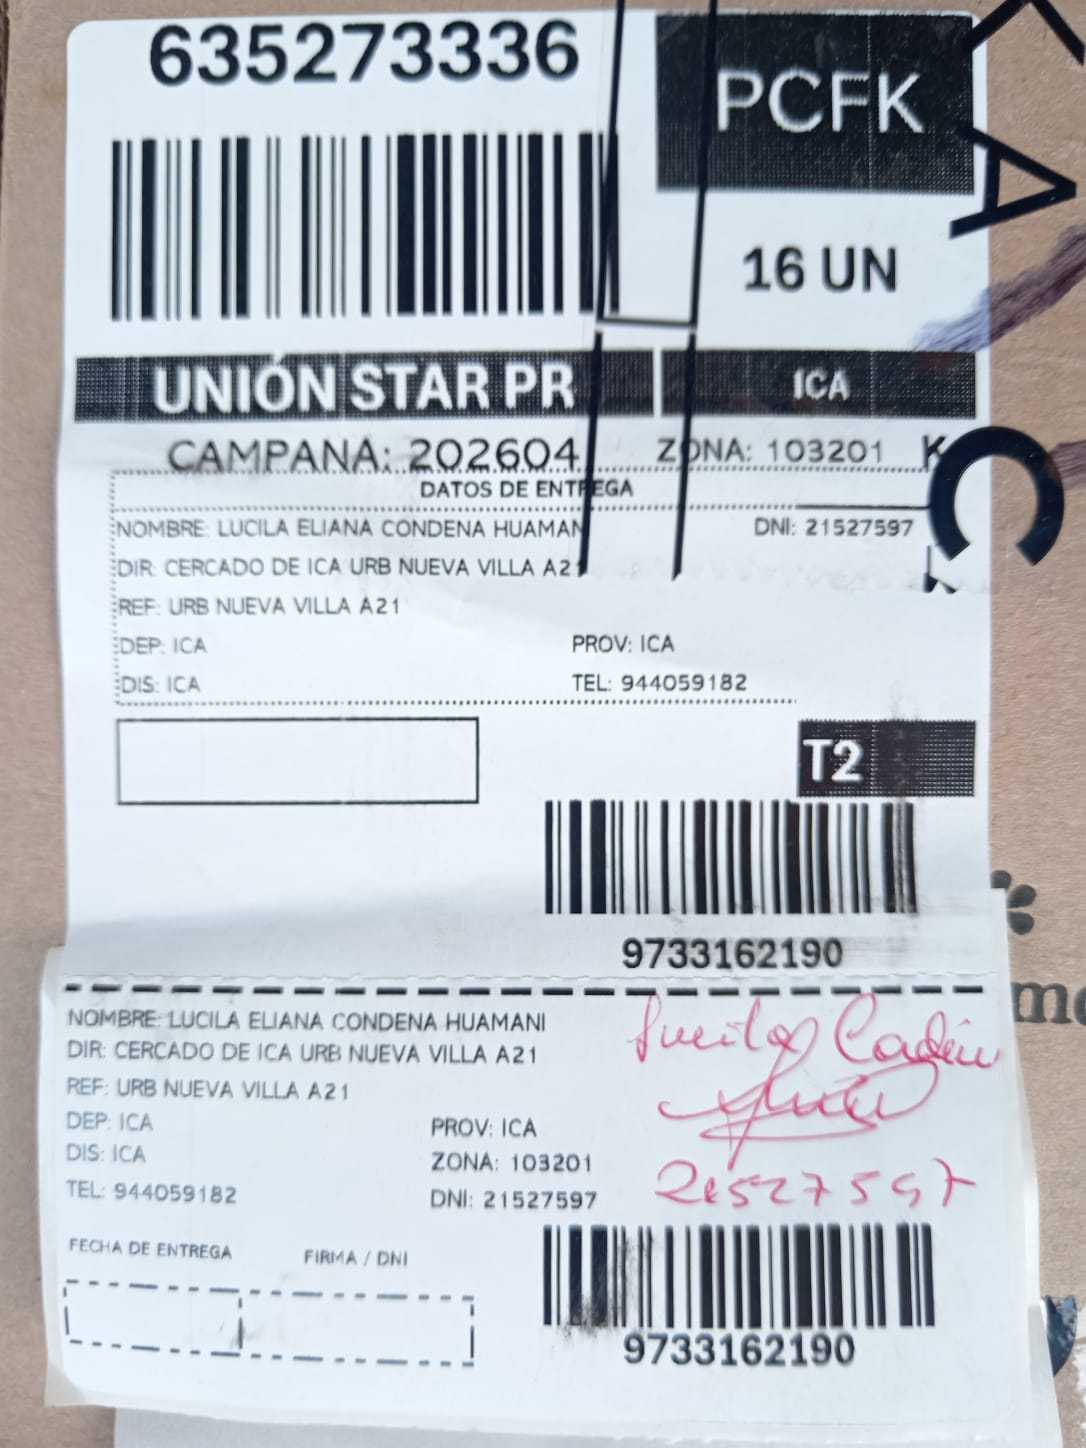 635273336
PCFK
16 UN
UNIÓN STAR PR
ICA
CAMPANA: 202604
ZONA: 103201
K
DATOS DE ENTREGA
NOMBRE: LUCILA ELIANA CONDENA HUAMAN
DNI: 21527597
DIR: CERCADO DE ICA URB NUEVA VILLA A21
REF: URB NUEVA VILLA A21
DEP: ICA
PROV: ICA
DIS: ICA
TEL: 944059182
T2
9733162190
NOMBRE: LUCILA ELIANA CONDENA HUAMANI
DIR: CERCADO DE ICA URB NUEVA VILLA A21
REF: URB NUEVA VILLA A21
DEP: ICA
PROV: ICA
DIS: ICA
ZONA: 103201
TEL: 944059182
DNI: 21527597
Lucila
21527597
FECHA DE ENTREGA
FIRMA / DNI
9733162190